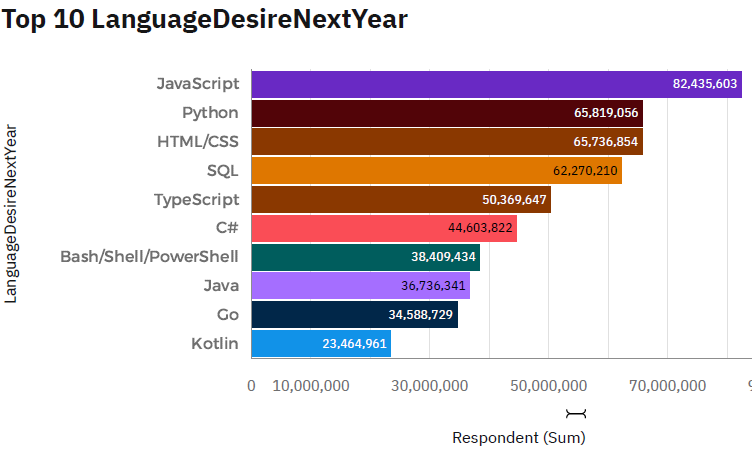 Top 10 LanguageDesireNextYear
LanguageDesireNextYear
JavaScript 82,435,603
Python 65,819,056
HTML/CSS 65,736,854
SQL 62,270,210
TypeScript 50,369,647
C# 44,603,822
Bash/Shell/PowerShell 38,409,434
Java 36,736,341
Go 34,588,729
Kotlin 23,464,961
0 10,000,000 30,000,000 50,000,000 70,000,000
Respondent (Sum)